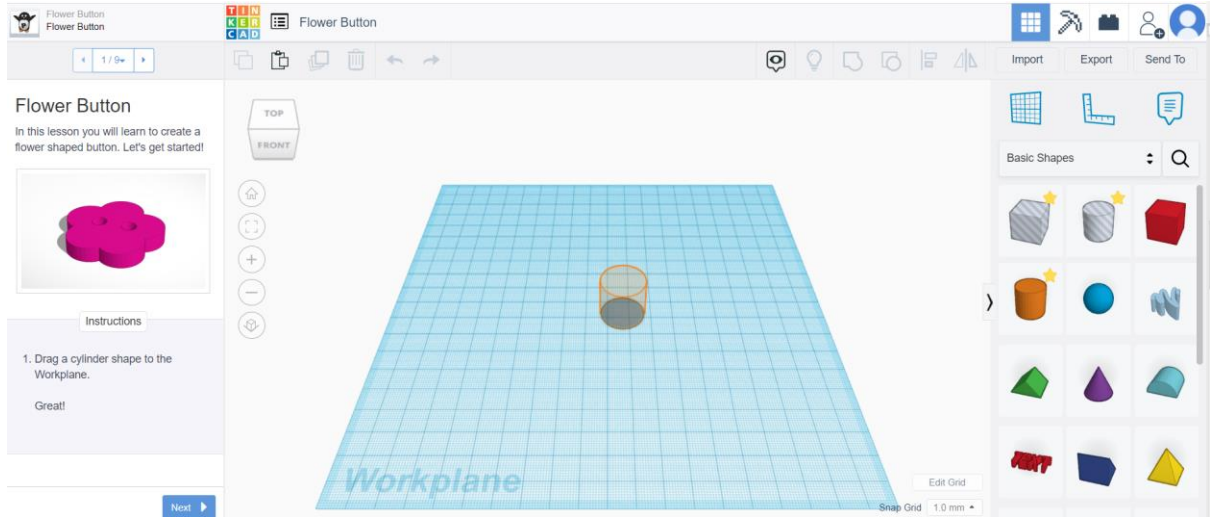 Flower Button
Flower Button
TIN
KER
CAD
Flower Button
1 / 9
Import
Export
Send To
Flower Button
In this lesson you will learn to create a
flower shaped button. Let's get started!
TOP
FRONT
Basic Shapes
Instructions
1. Drag a cylinder shape to the
Workplane.
Great!
TEXT
Workplane
Edit Grid
Snap Grid 1.0 mm
Next